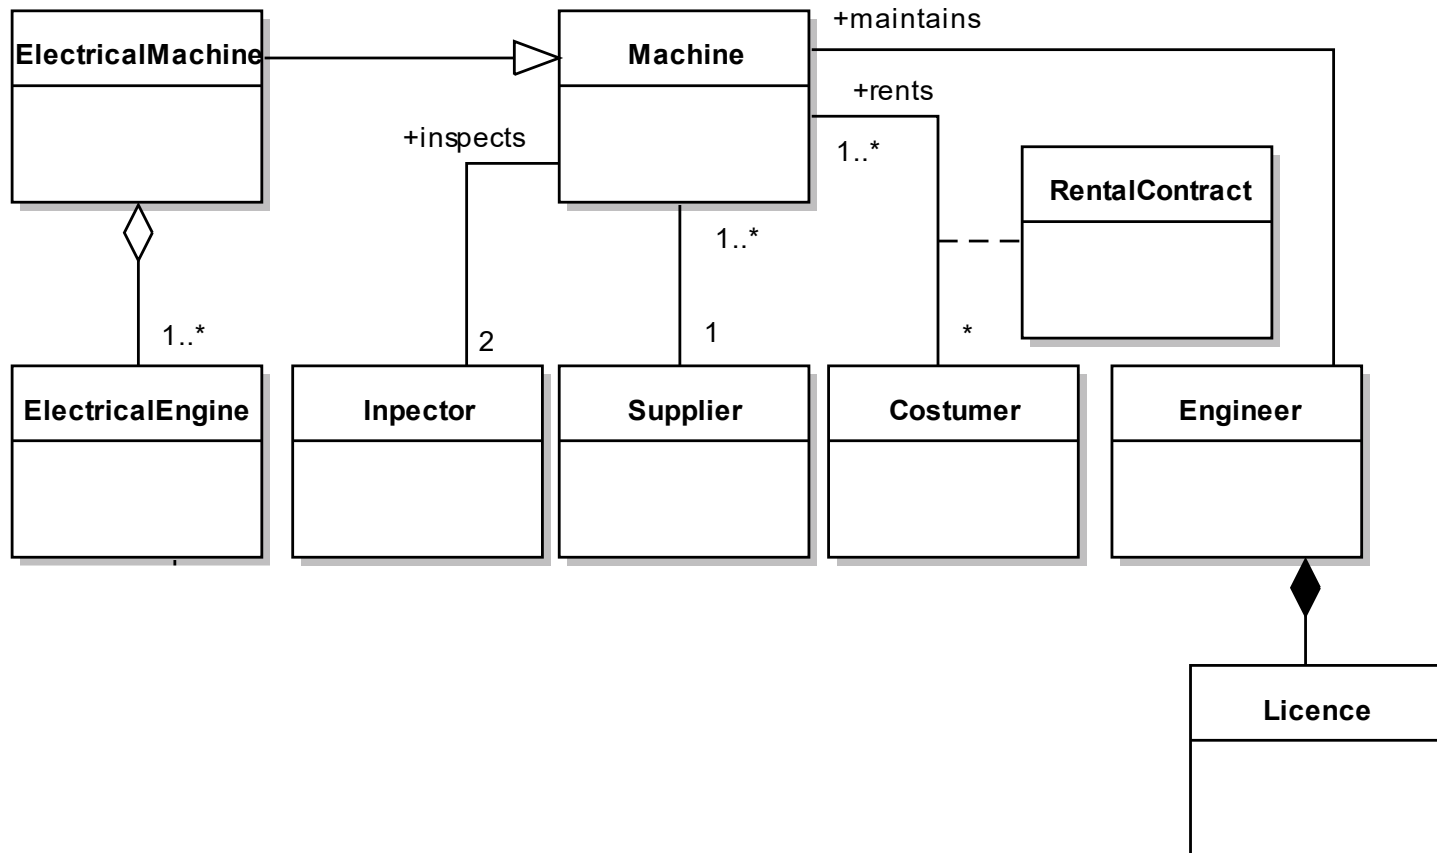 +maintains
ElectricalMachine
Machine
+rents
+inspects
1..*
RentalContract
1..*
1..*
2
1
*
ElectricalEngine
Inpector
Supplier
Costumer
Engineer
Licence